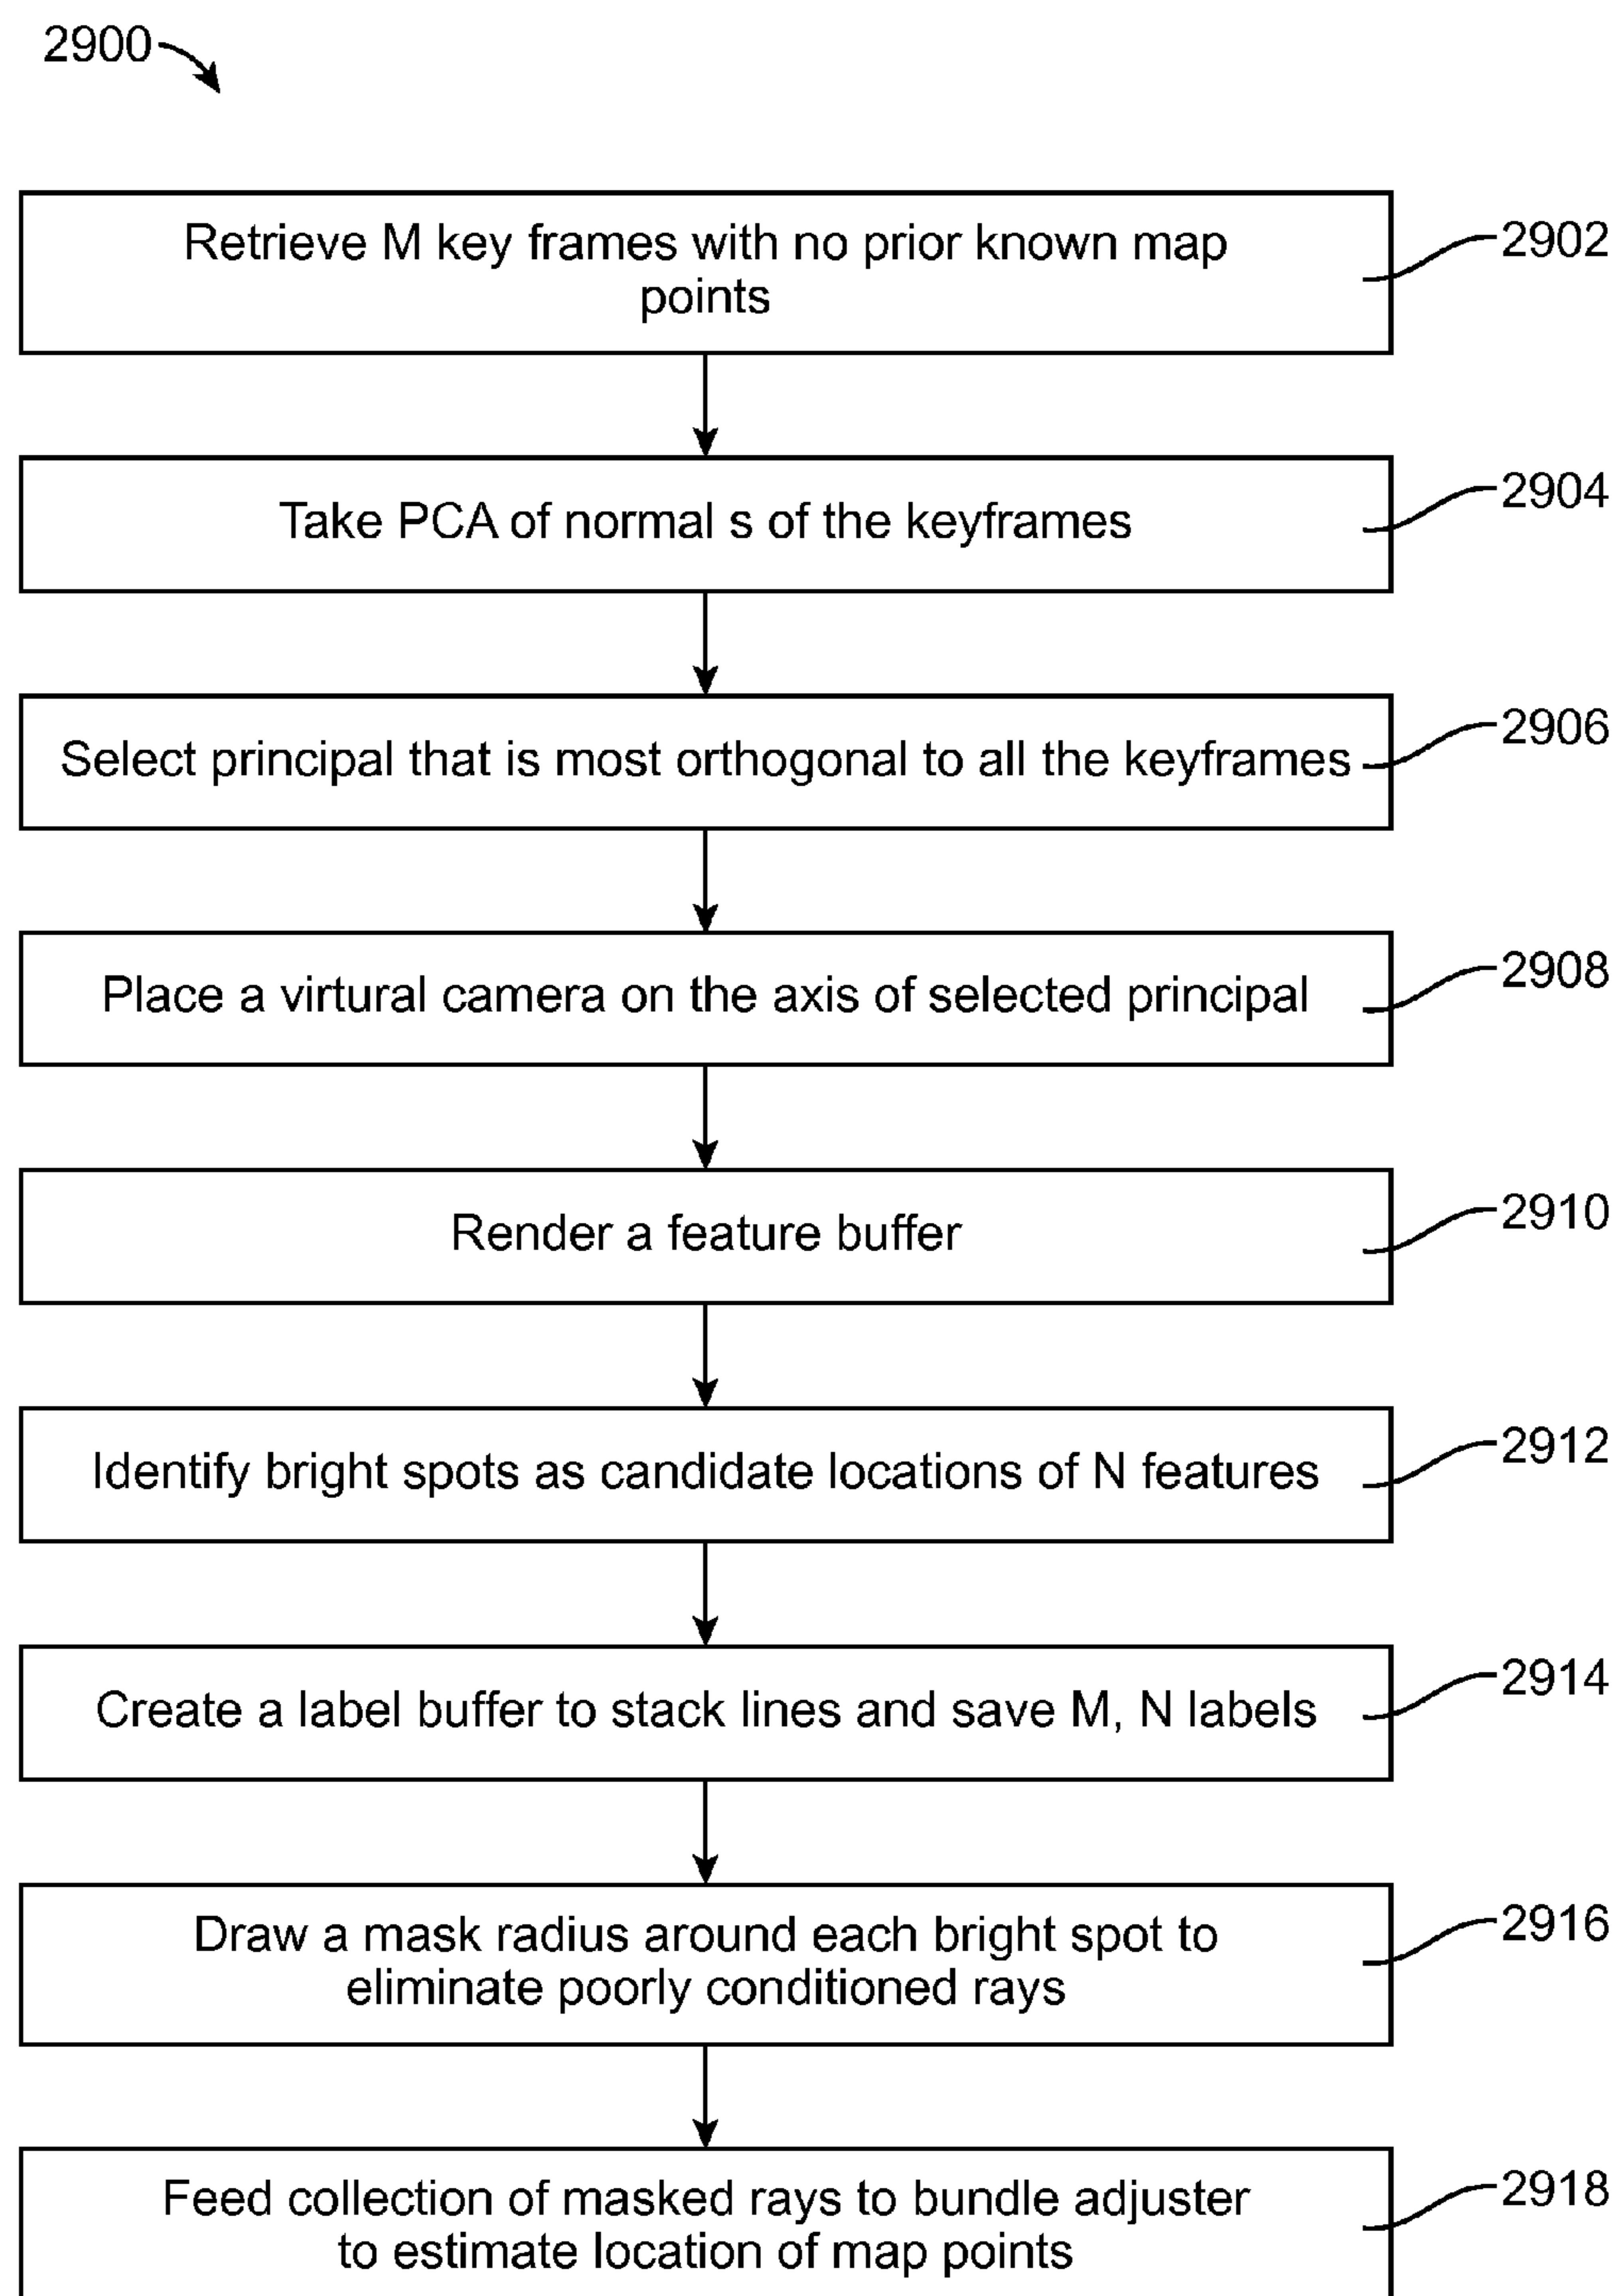 2900
Retrieve M key frames with no prior known map
points
2902
Take PCA of normal s of the keyframes
2904
Select principal that is most orthogonal to all the keyframes
2906
Place a virtural camera on the axis of selected principal
2908
Render a feature buffer
2910
Identify bright spots as candidate locations of N features
2912
Create a label buffer to stack lines and save M, N labels
2914
Draw a mask radius around each bright spot to
eliminate poorly conditioned rays
2916
Feed collection of masked rays to bundle adjuster
to estimate location of map points
2918